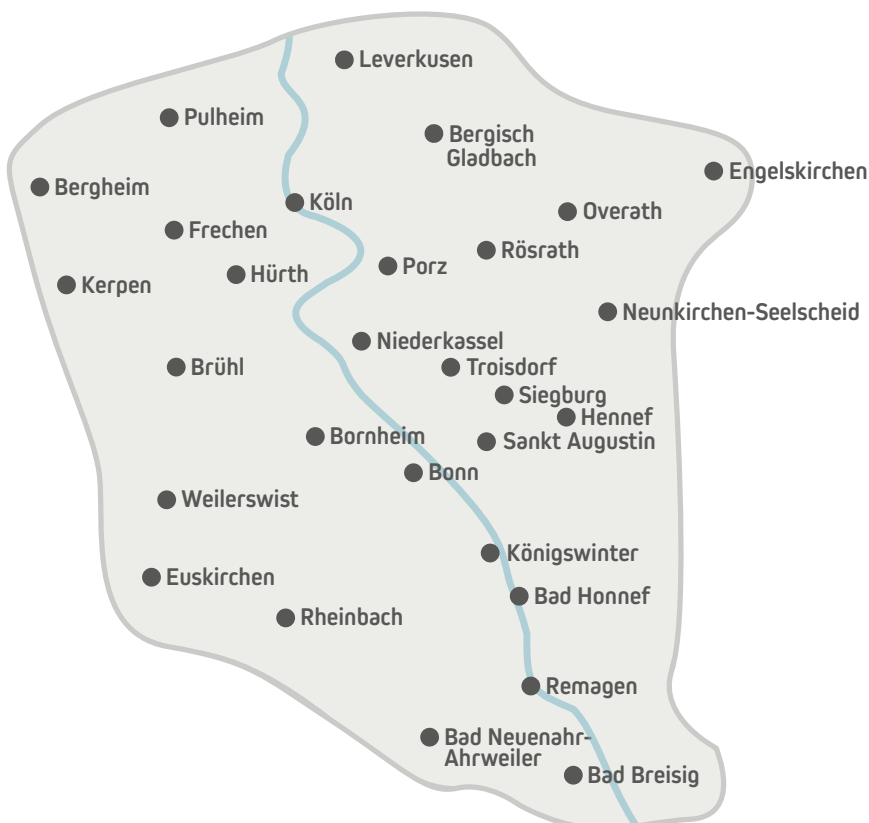 Leverkusen
Pulheim
Bergisch
Gladbach
Engelskirchen
Bergheim
Köln
Overath
Frechen
Rösrath
Porz
Hürth
Kerpen
Neunkirchen-Seelscheid
Niederkassel
Brühl
Troisdorf
Siegburg
Hennef
Bornheim
Sankt Augustin
Bonn
Weilerswist
Königswinter
Euskirchen
Bad Honnef
Rheinbach
Remagen
Bad Neuenahr-
Ahrweiler
Bad Breisig